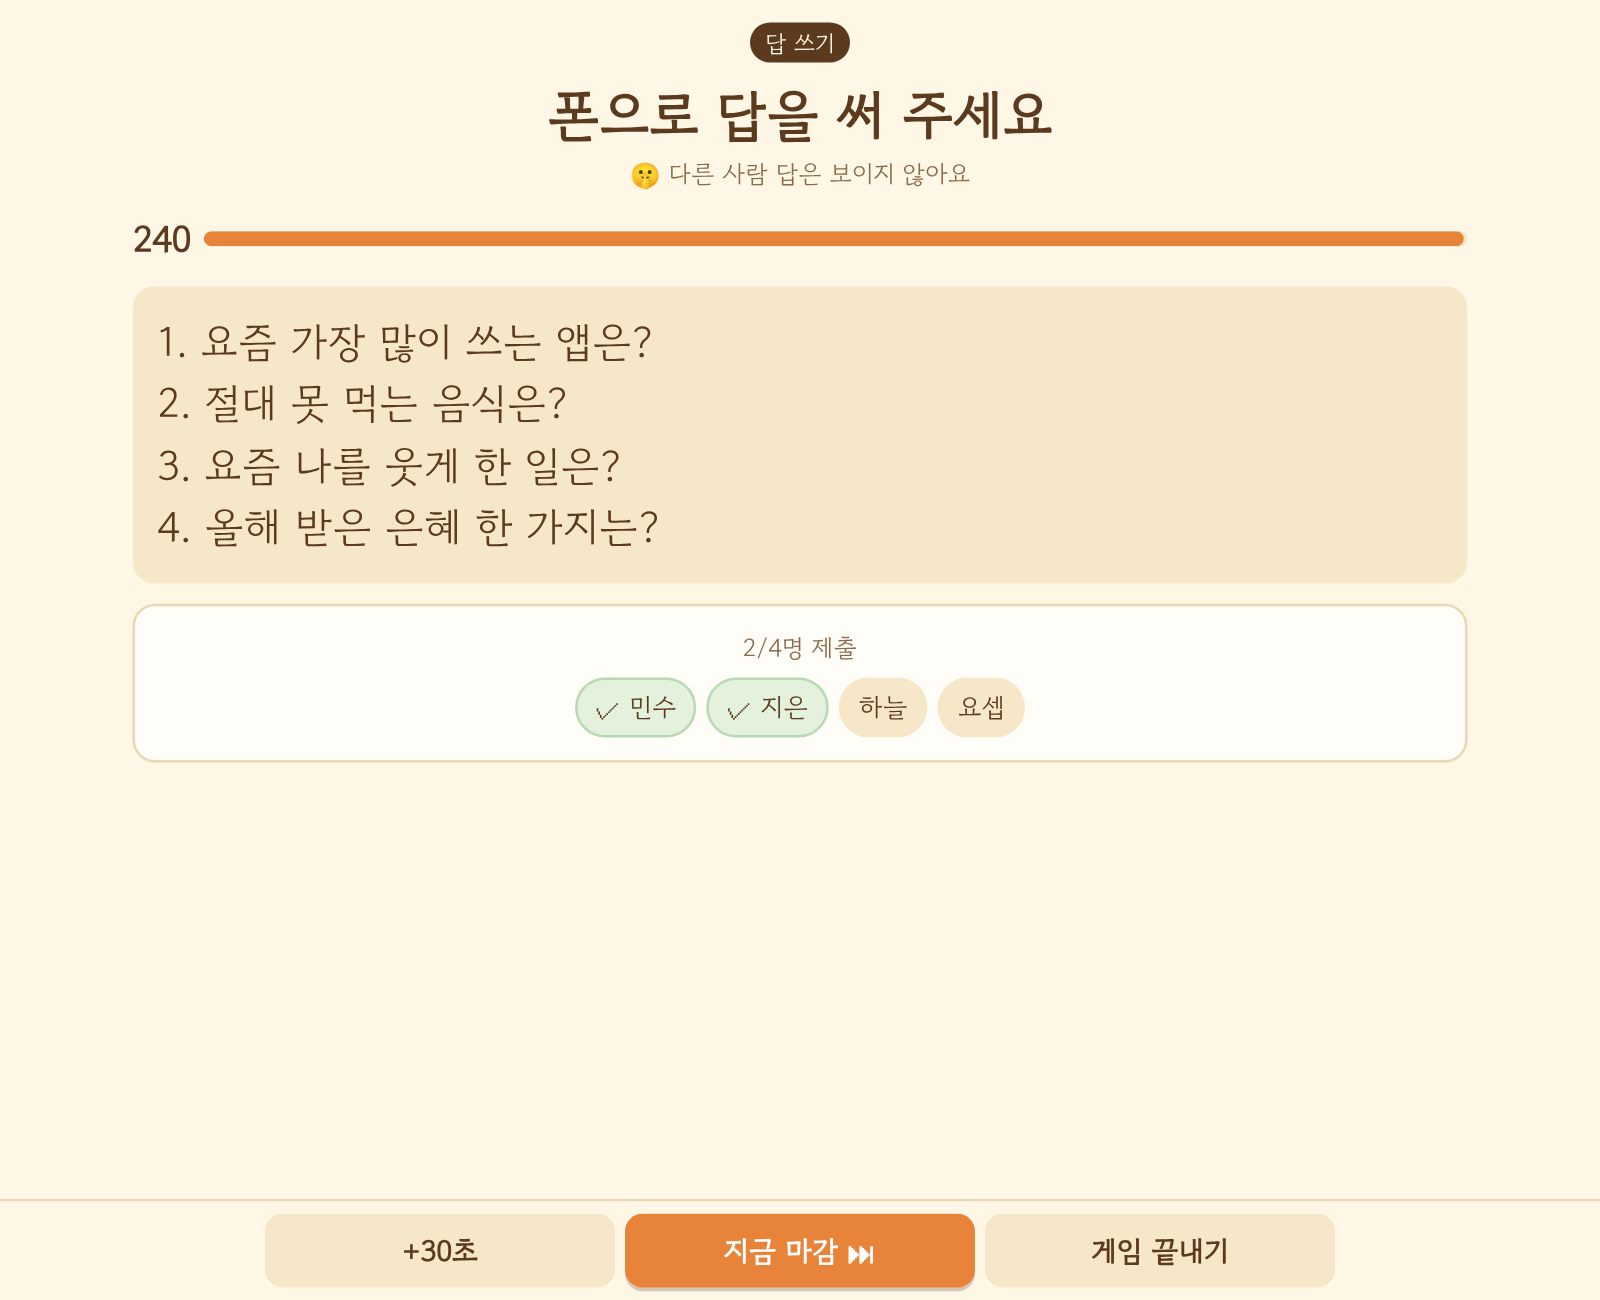 답 쓰기
폰으로 답을 써 주세요
🤫 다른 사람 답은 보이지 않아요
240
1. 요즘 가장 많이 쓰는 앱은?
2. 절대 못 먹는 음식은?
3. 요즘 나를 웃게 한 일은?
4. 올해 받은 은혜 한 가지는?
2/4명 제출
✓ 민수 ✓ 지은 하늘 요셉
+30초 지금 마감 ⏭ 게임 끝내기